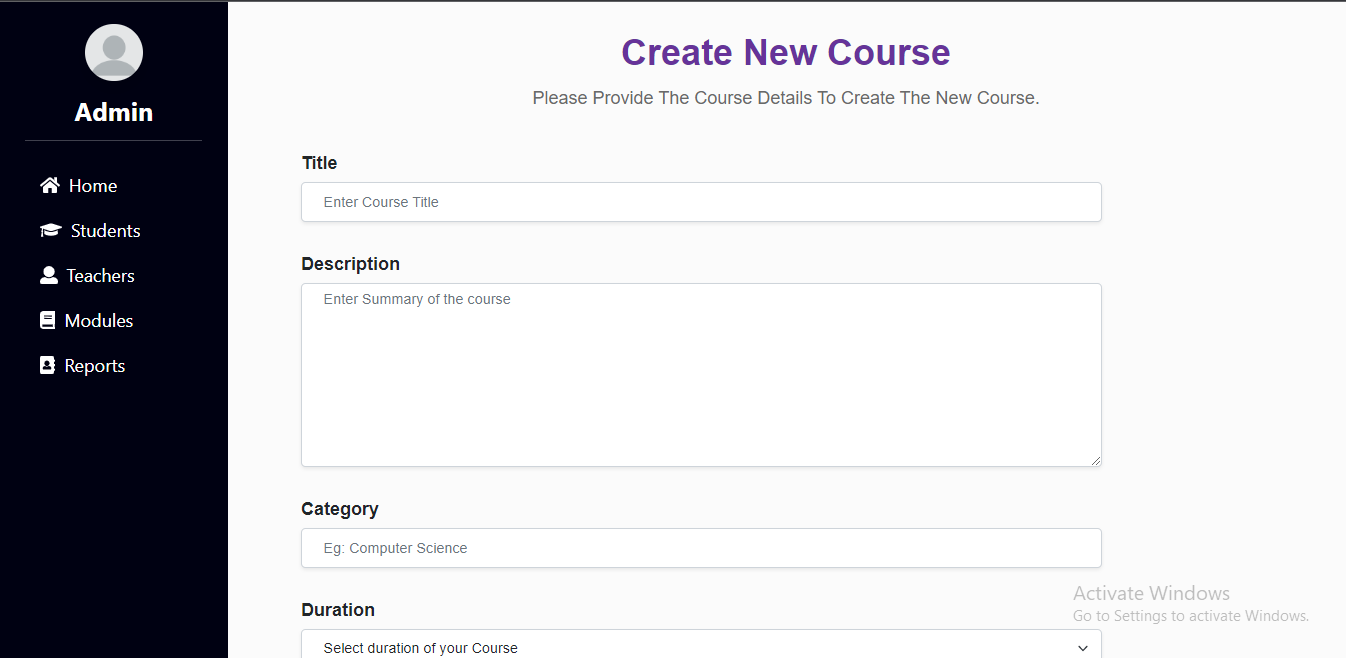 Admin
Home
Students
Teachers
Modules
Reports
Create New Course
Please Provide The Course Details To Create The New Course.
Title
Enter Course Title
Description
Enter Summary of the course
Category
Eg: Computer Science
Duration
Select duration of your Course
Activate Windows
Go to Settings to activate Windows.